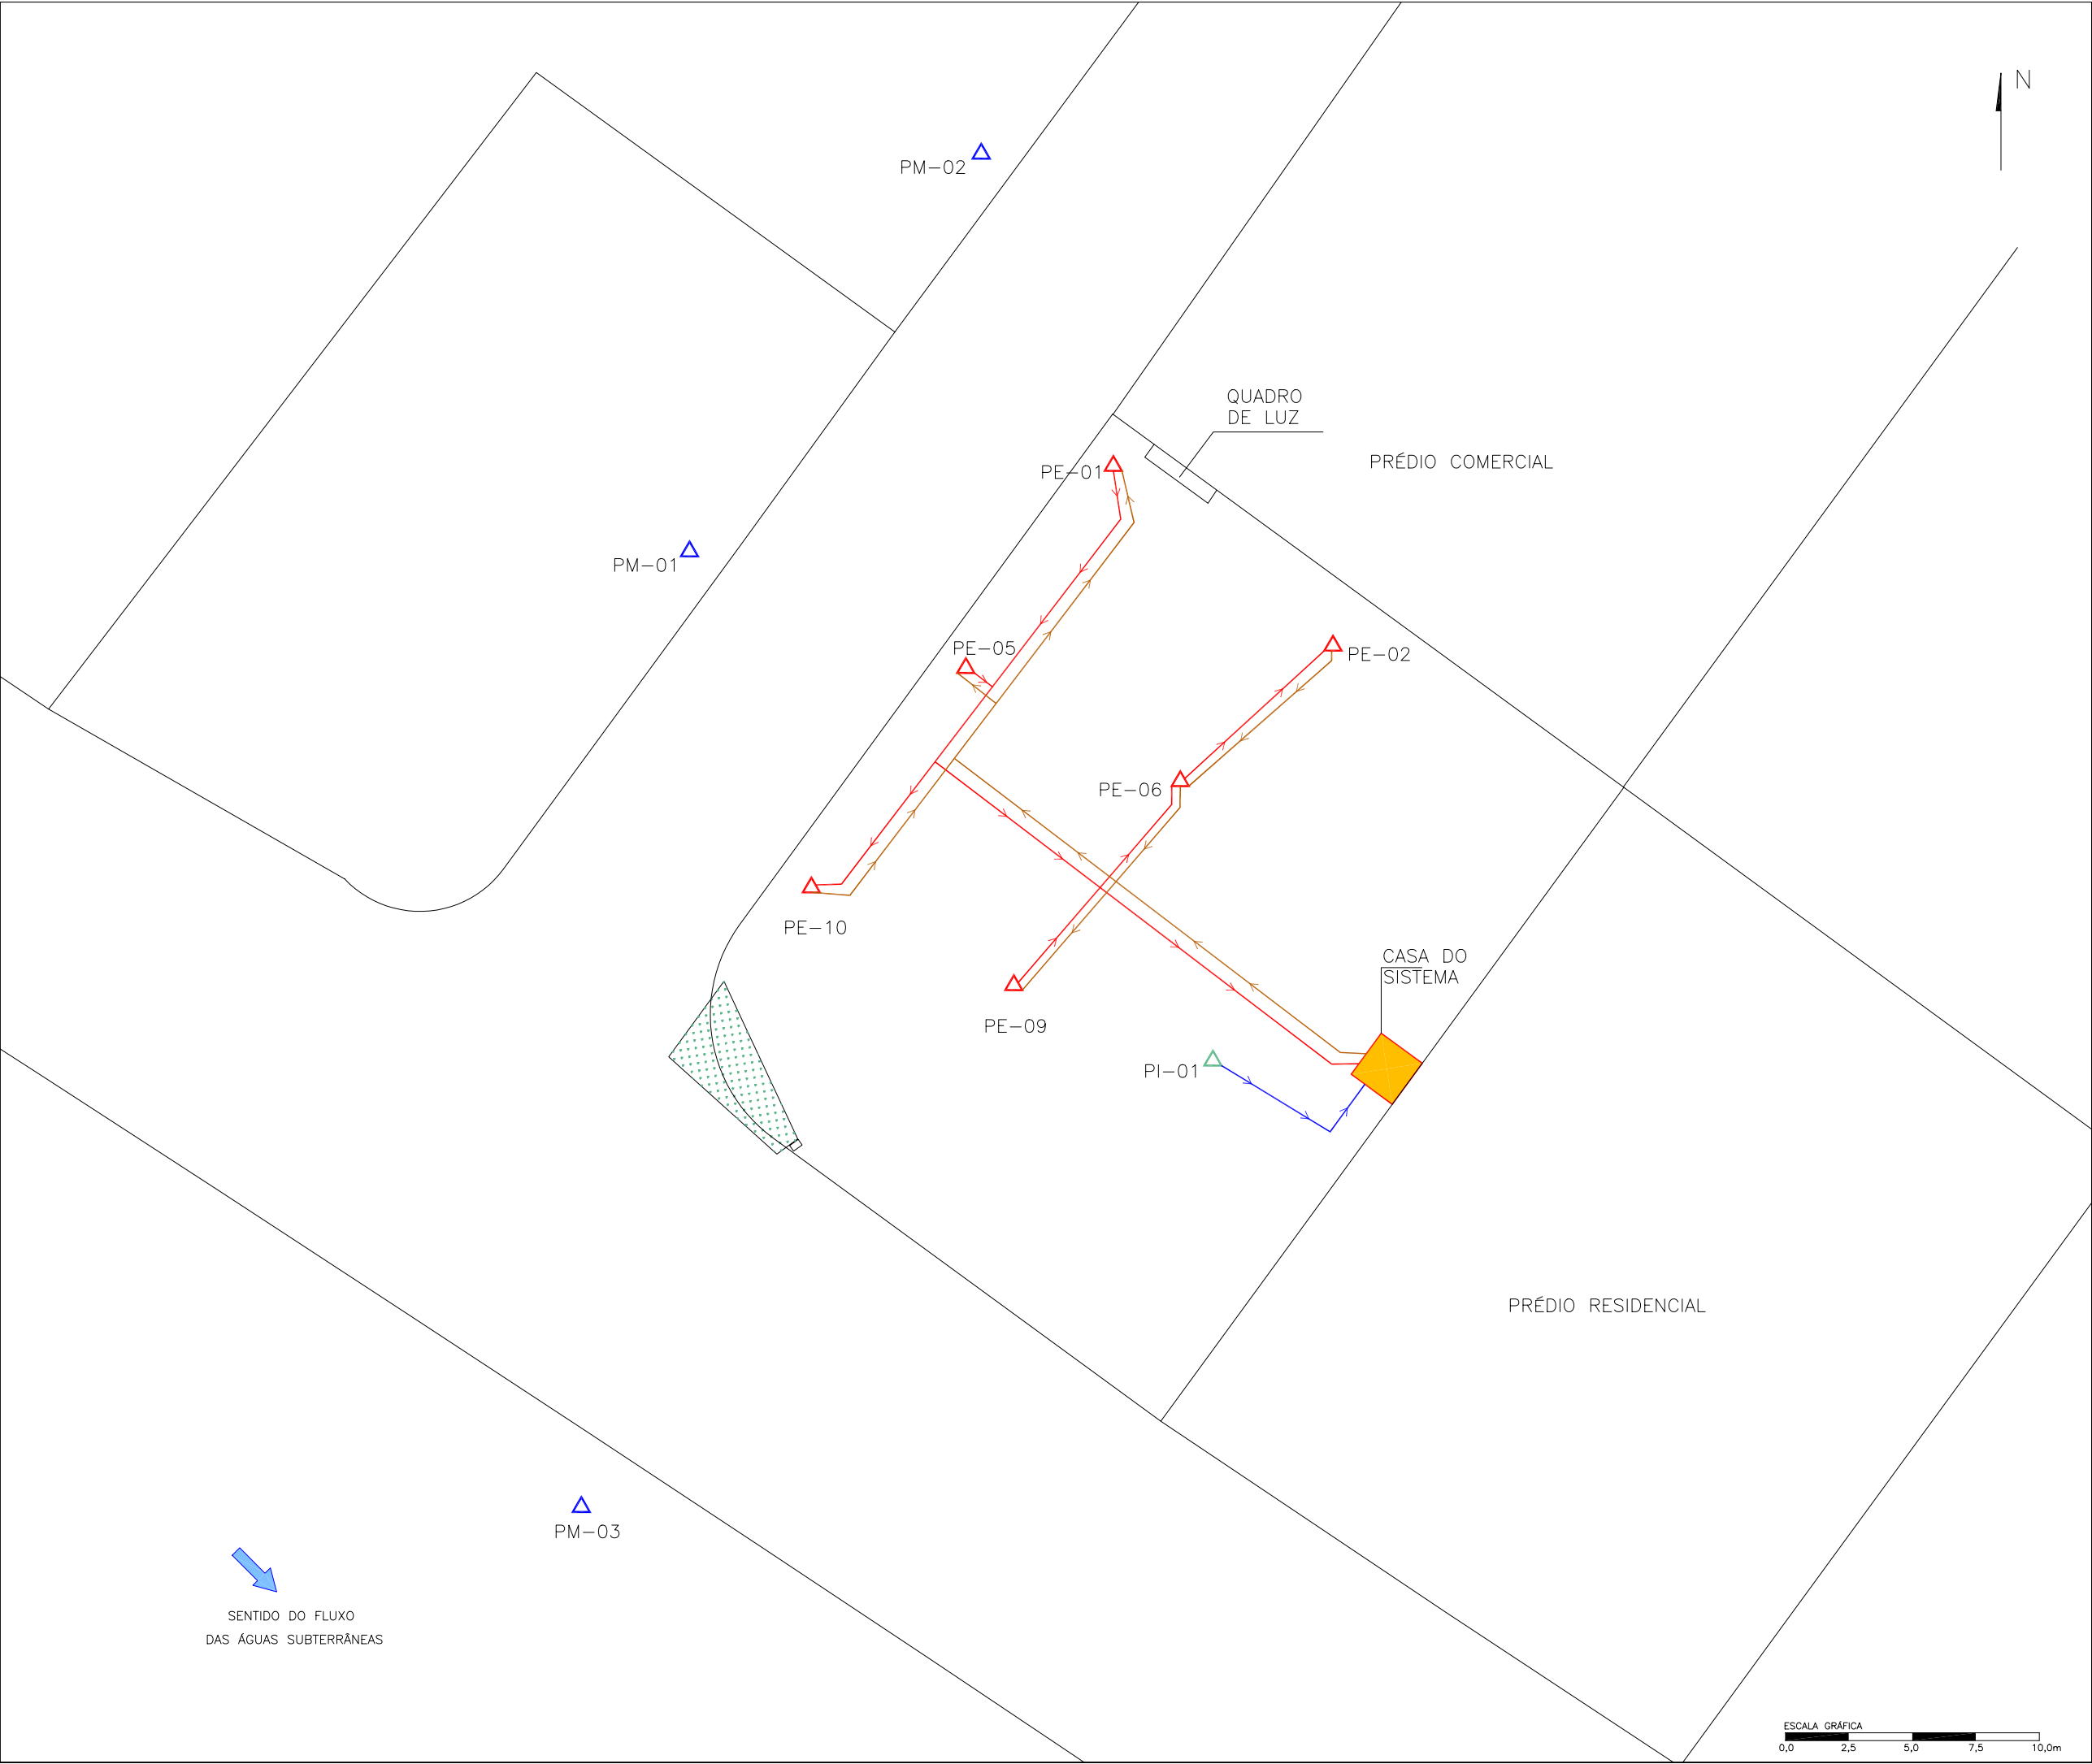 N
PM-02
QUADRO
DE LUZ
PRÉDIO COMERCIAL
PE-01
PM-01
PE-05
PE-02
PE-06
PE-10
CASA DO
SISTEMA
PE-09
PI-01
PRÉDIO RESIDENCIAL
PM-03
SENTIDO DO FLUXO
DAS ÁGUAS SUBTERRÂNEAS
ESCALA GRÁFICA
0,0 2,5 5,0 7,5 10,0m